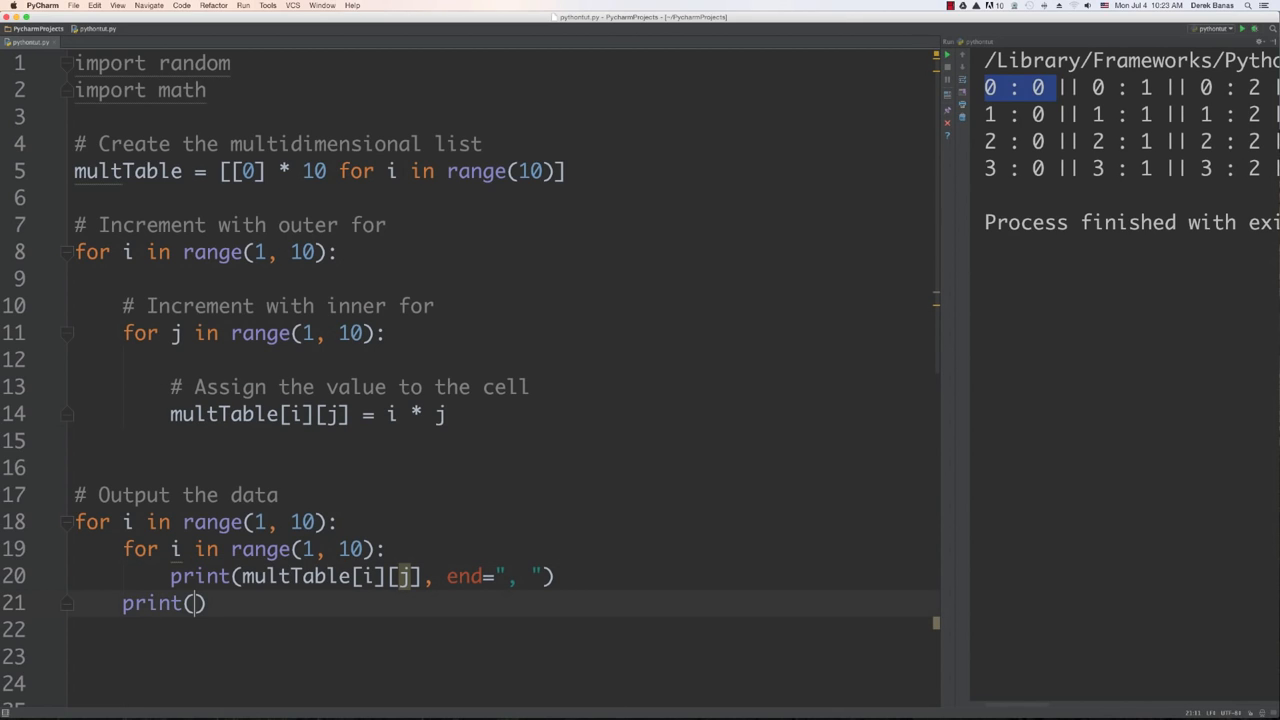 PyCharm File Edit View Navigate Code Refactor Run Tools VCS Window Help
10 Mon Jul 4 10:23 AM Derek Banas
pythontut.py - PycharmProjects - [~/PycharmProjects]
PycharmProjects pythontut.py pythontut
pythontut.py
Run: pythontut
1 import random
2 import math
3
4 # Create the multidimensional list
5 multTable = [[0] * 10 for i in range(10)]
6
7 # Increment with outer for
8 for i in range(1, 10):
9
10 # Increment with inner for
11 for j in range(1, 10):
12
13 # Assign the value to the cell
14 multTable[i][j] = i * j
15
16
17 # Output the data
18 for i in range(1, 10):
19 for i in range(1, 10):
20 print(multTable[i][j], end=", ")
21 print()
22
23
24
/Library/Frameworks/Pytho
0 : 0 || 0 : 1 || 0 : 2 |
1 : 0 || 1 : 1 || 1 : 2 |
2 : 0 || 2 : 1 || 2 : 2 |
3 : 0 || 3 : 1 || 3 : 2 |
Process finished with exi
21:11 LF÷ UTF-8÷